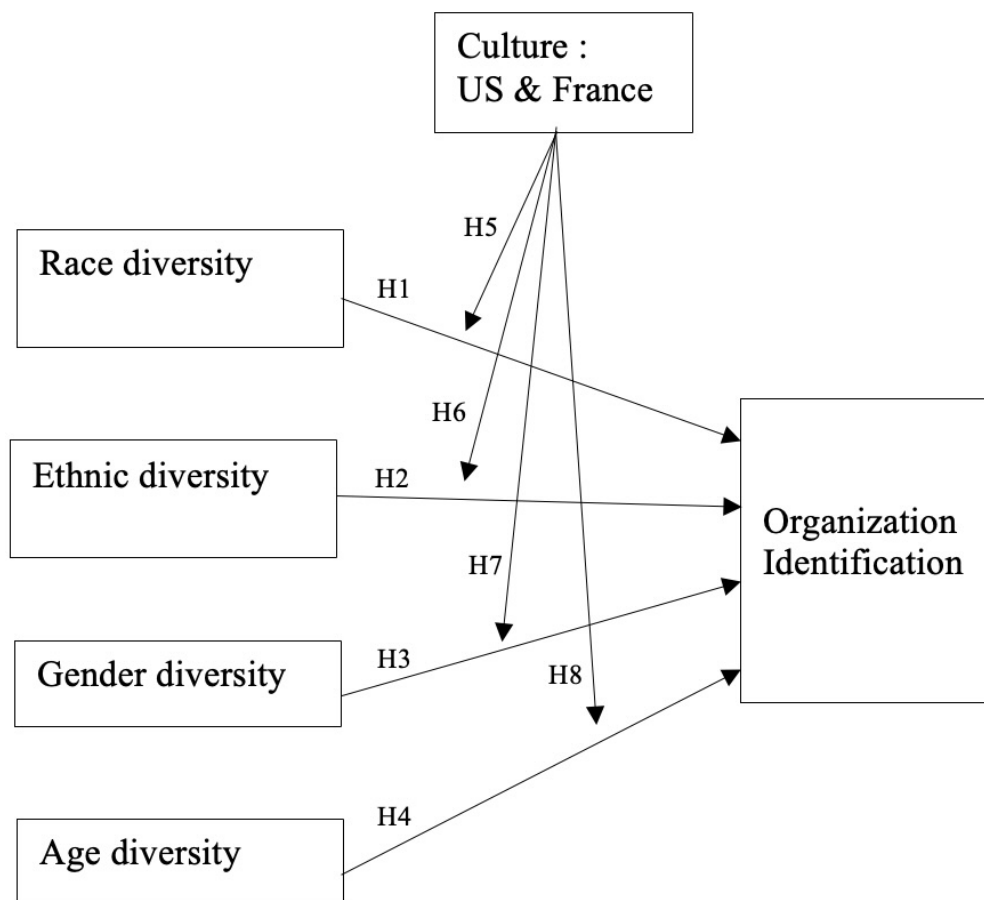 Culture :
US & France
H5
Race diversity
H1
H6
Ethnic diversity
H2
Organization
Identification
H7
Gender diversity
H3
H8
H4
Age diversity